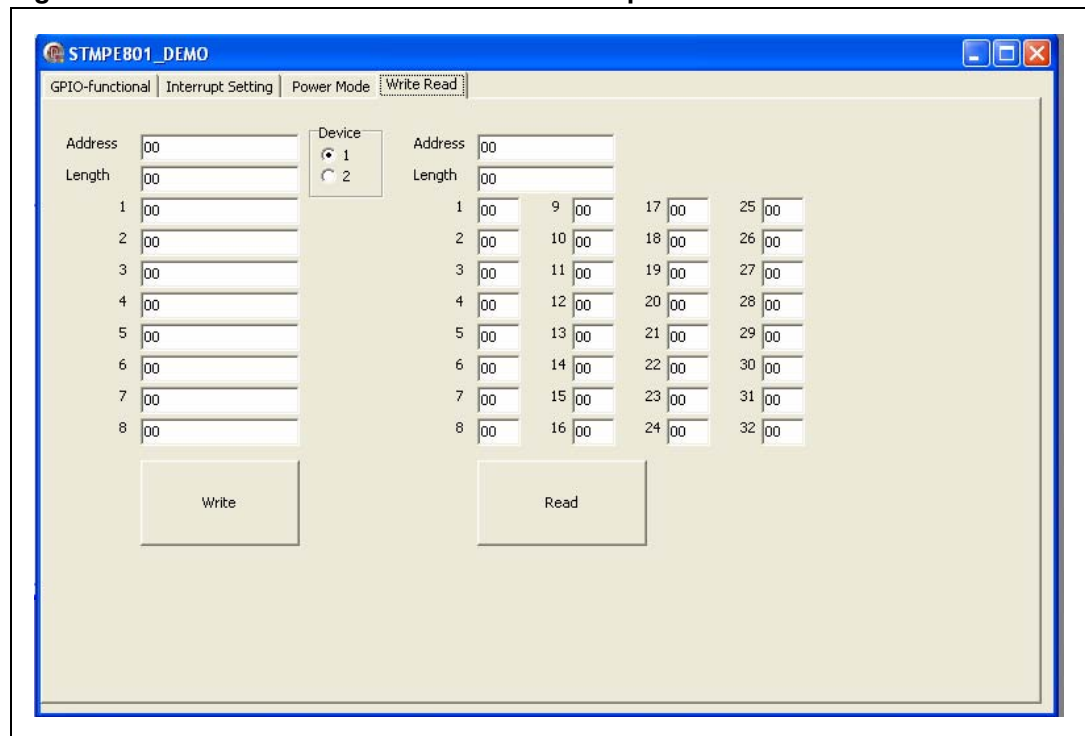 STMPE801_DEMO
GPIO-functional Interrupt Setting Power Mode Write Read
Address 00 Device Address 00
1
Length 00 2 Length 00
1 00 1 00 9 00 17 00 25 00
2 00 2 00 10 00 18 00 26 00
3 00 3 00 11 00 19 00 27 00
4 00 4 00 12 00 20 00 28 00
5 00 5 00 13 00 21 00 29 00
6 00 6 00 14 00 22 00 30 00
7 00 7 00 15 00 23 00 31 00
8 00 8 00 16 00 24 00 32 00
Write Read